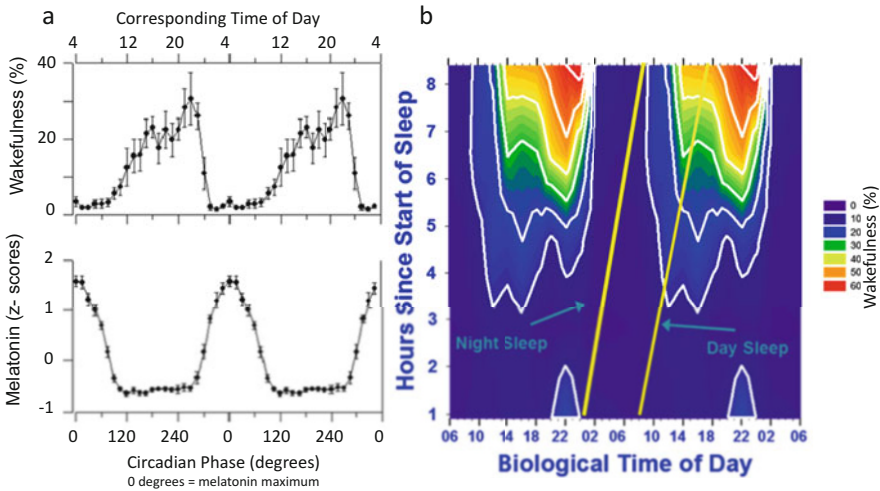 a
Corresponding Time of Day
4 12 20 4 12 20 4
Wakefulness (%)
40
20
0
Melatonin (z- scores)
2
1
0
-1
0 120 240 0 120 240 0
Circadian Phase (degrees)
0 degrees = melatonin maximum
b
Hours Since Start of Sleep
8
7
6
5
4
3
2
1
Night Sleep
Day Sleep
06 10 14 18 22 02 06 10 14 18 22 02 06
Biological Time of Day
0
10
20
30
40
50
60
Wakefulness (%)